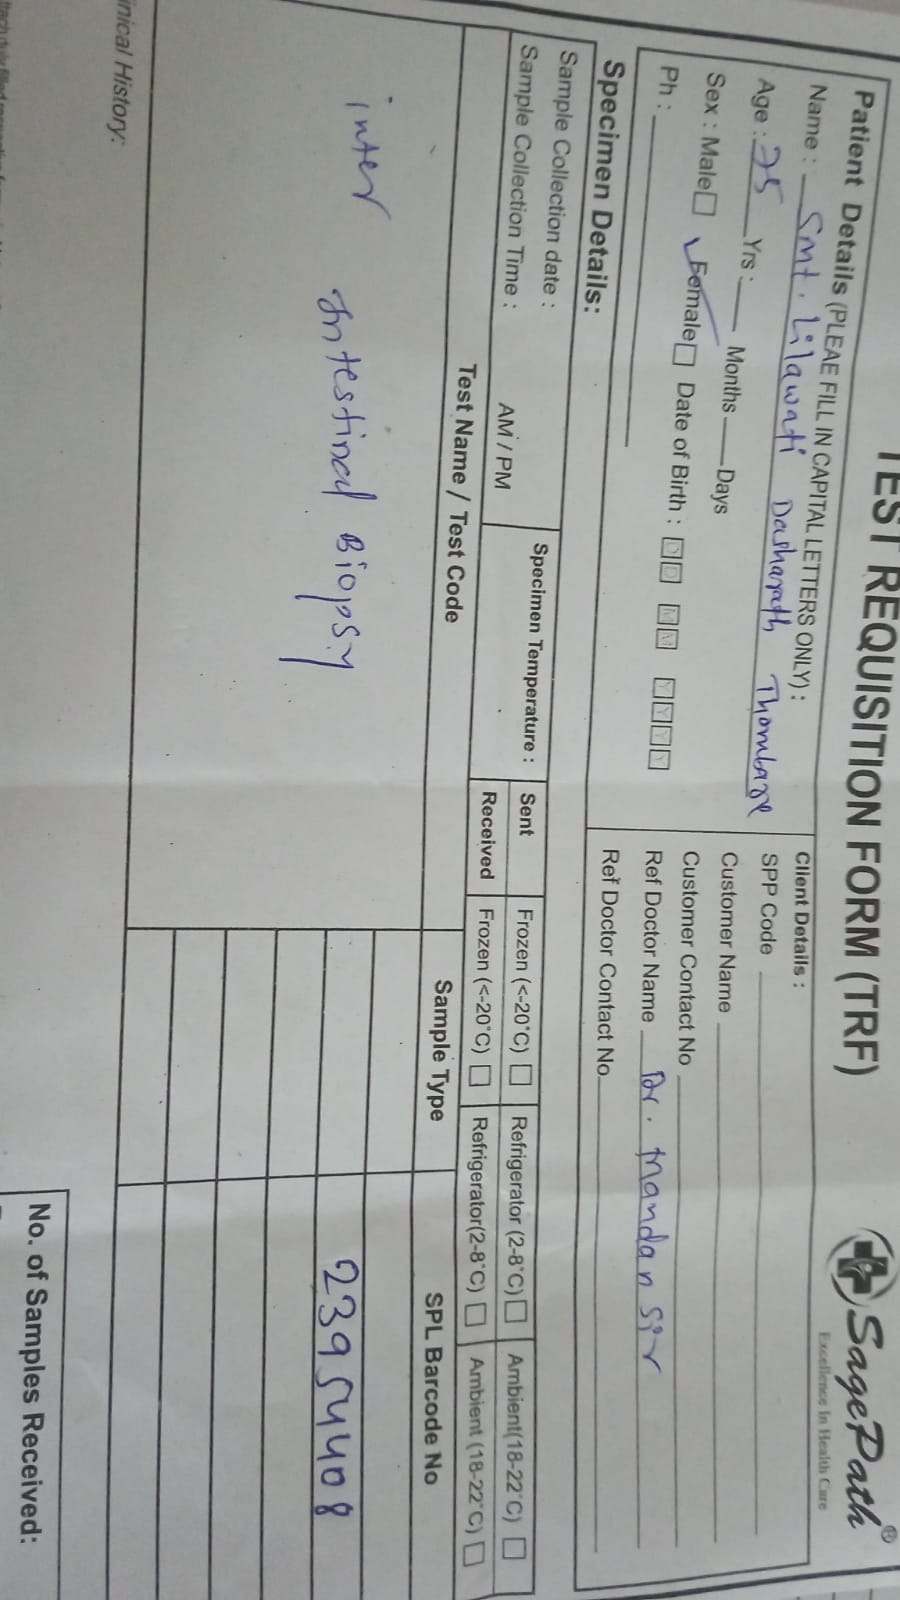 TEST REQUISITION FORM (TRF)
SagePath®
Excellence In Health Care
Patient Details (PLEAE FILL IN CAPITAL LETTERS ONLY) :
Name : Smt. Lilawati Dasharath Thombare
Age : 75 Yrs : Months Days
Sex : Male Female Date of Birth : D D M M Y Y Y Y
Ph :
Client Details :
SPP Code
Customer Name
Customer Contact No
Ref Doctor Name Dr. Mandan Sir
Ref Doctor Contact No.
Specimen Details:
Sample Collection date :
Sample Collection Time : AM / PM
Specimen Temperature :
Sent Frozen (<-20°C) Refrigerator (2-8°C) Ambient(18-22°C)
Received Frozen (<-20°C) Refrigerator(2-8°C) Ambient (18-22°C)
Test Name / Test Code Sample Type SPL Barcode No
inter
Intestinal Biopsy
23954408
inical History:
No. of Samples Received: